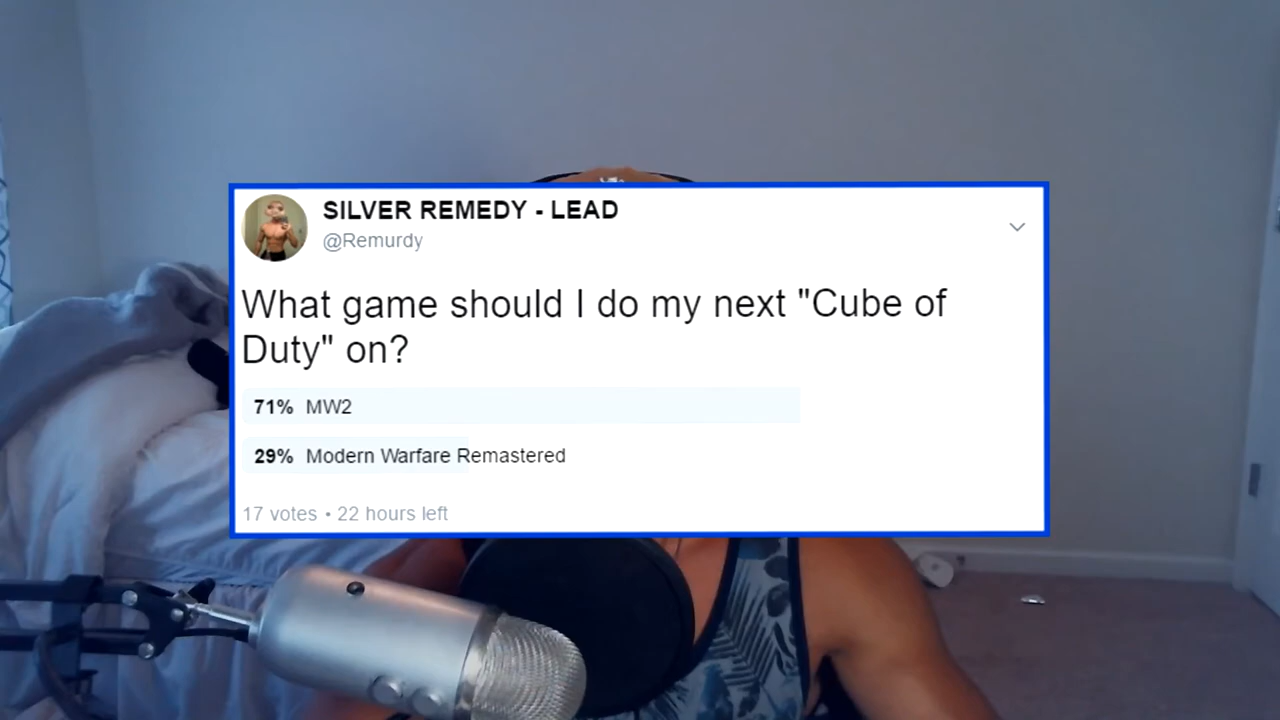 SILVER REMEDY - LEAD
@Remurdy
What game should I do my next "Cube of
Duty" on?
71% MW2
29% Modern Warfare Remastered
17 votes • 22 hours left